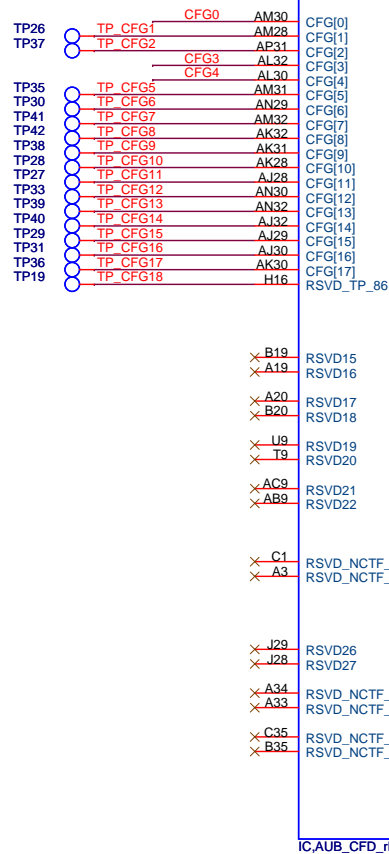 CFG0 AM30 CFG[0]
TP26 TP_CFG1 AM28 CFG[1]
TP37 TP_CFG2 AP31 CFG[2]
CFG3 AL32 CFG[3]
CFG4 AL30 CFG[4]
TP35 TP_CFG5 AM31 CFG[5]
TP30 TP_CFG6 AN29 CFG[6]
TP41 TP_CFG7 AM32 CFG[7]
TP42 TP_CFG8 AK32 CFG[8]
TP38 TP_CFG9 AK31 CFG[9]
TP28 TP_CFG10 AK28 CFG[10]
TP27 TP_CFG11 AJ28 CFG[11]
TP33 TP_CFG12 AN30 CFG[12]
TP39 TP_CFG13 AN32 CFG[13]
TP40 TP_CFG14 AJ32 CFG[14]
TP29 TP_CFG15 AJ29 CFG[15]
TP31 TP_CFG16 AJ30 CFG[16]
TP36 TP_CFG17 AK30 CFG[17]
TP19 TP_CFG18 H16 RSVD_TP_86
B19 RSVD15
A19 RSVD16
A20 RSVD17
B20 RSVD18
U9 RSVD19
T9 RSVD20
AC9 RSVD21
AB9 RSVD22
C1 RSVD_NCTF_
A3 RSVD_NCTF_
J29 RSVD26
J28 RSVD27
A34 RSVD_NCTF_
A33 RSVD_NCTF_
C35 RSVD_NCTF_
B35 RSVD_NCTF_